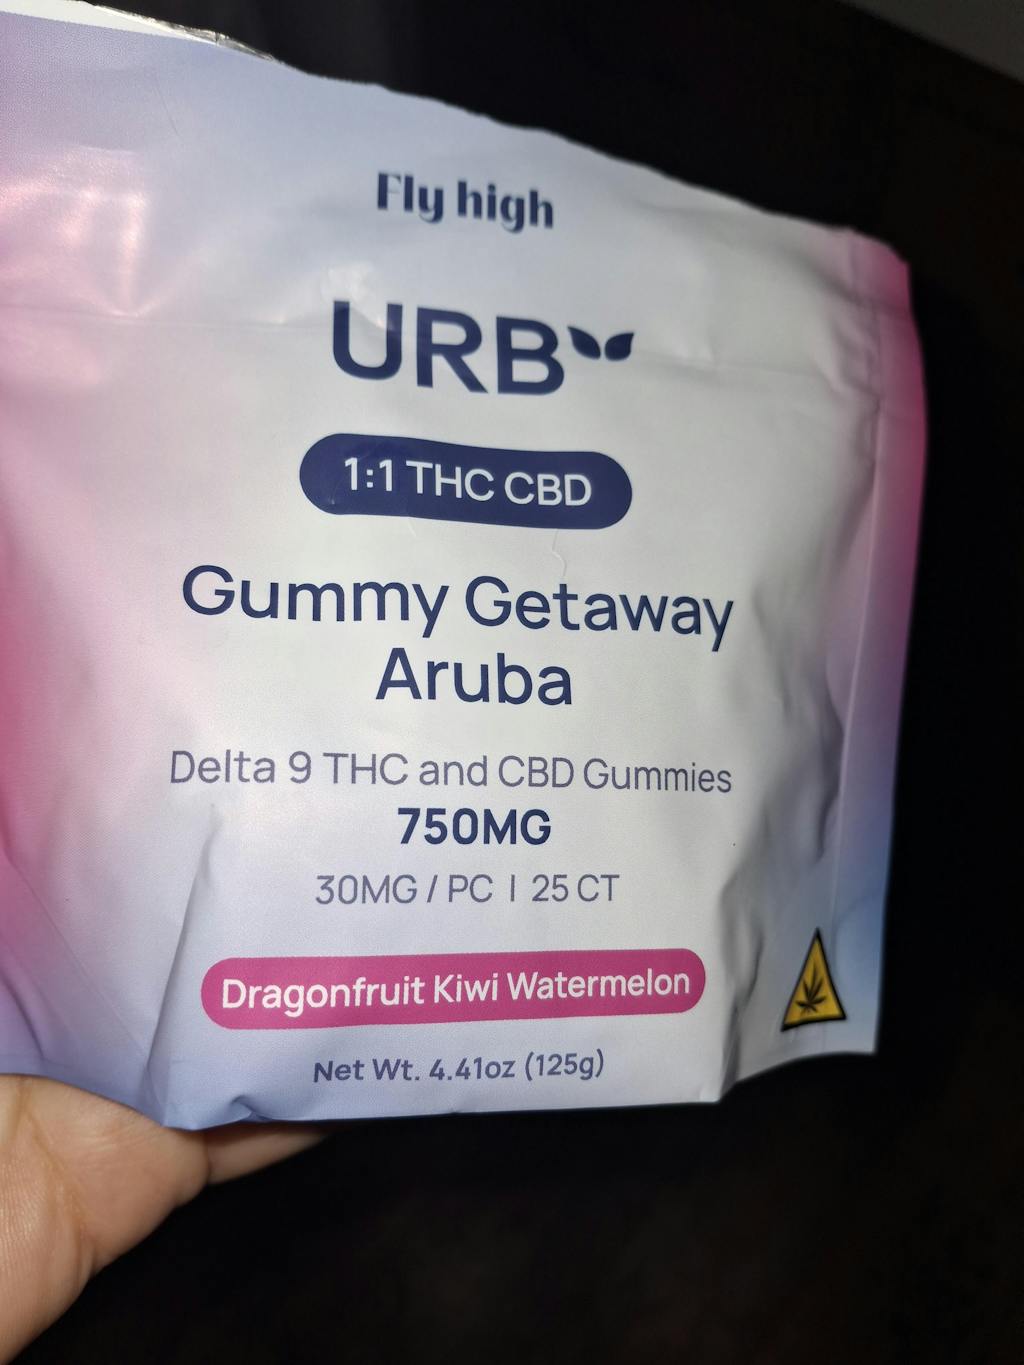 Fly high
URB
1:1 THC CBD
Gummy Getaway
Aruba
Delta 9 THC and CBD Gummies
750MG
30MG / PC | 25 CT
Dragonfruit Kiwi Watermelon
Net Wt. 4.41oz (125g)